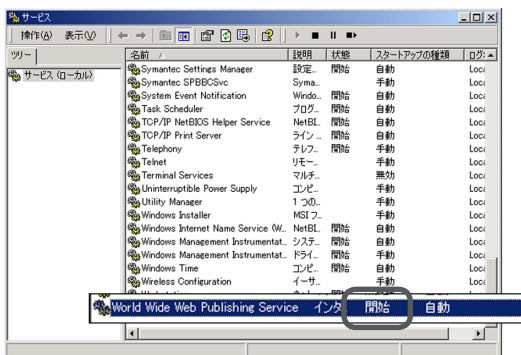 サービス
操作(A) 表示(V)
ツリー
サービス (ローカル)
名前 説明 状態 スタートアップの種類 ログ
Symantec Settings Manager 設定... 開始 自動 Loca
Symantec SPBBCSvc Syma... 手動 Loca
System Event Notification Windo... 開始 自動 Loca
Task Scheduler プログ... 開始 自動 Loca
TCP/IP NetBIOS Helper Service NetBI... 開始 自動 Loca
TCP/IP Print Server ライン ... 開始 自動 Loca
Telephony テレフ... 開始 手動 Loca
Telnet リモー... 手動 Loca
Terminal Services マルチ... 無効 Loca
Uninterruptible Power Supply コンピ... 手動 Loca
Utility Manager 1 つの... 手動 Loca
Windows Installer MSI フ... 手動 Loca
Windows Internet Name Service (W... NetBI... 開始 自動 Loca
Windows Management Instrumentat... システ... 開始 自動 Loca
Windows Management Instrumentat... ドライ... 開始 手動 Loca
Windows Time コンピ... 開始 自動 Loca
Wireless Configuration イーサ... 手動 Loca
World Wide Web Publishing Service インタ 開始 自動